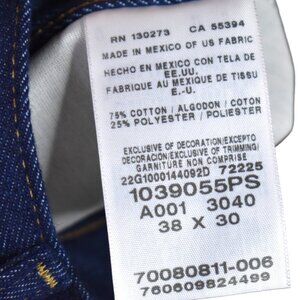 RN 130273 CA 55394
MADE IN MEXICO OF US FABRIC
HECHO EN MEXICO CON TELA DE
EE.UU.
FABRIQUE AU MEXIQUE DE TISSU
E.-U.
75% COTTON / ALGODON / COTON
25% POLYESTER / POLIESTER
EXCLUSIVE OF DECORATION/EXCEPTO
DECORACION/EXCLUSIVE OF TRIMMING/
GARNITURE NON COMPRISE
22G1000144092D 72225
1039055PS
A001 3040
38 X 30
70080811-006
760609824499